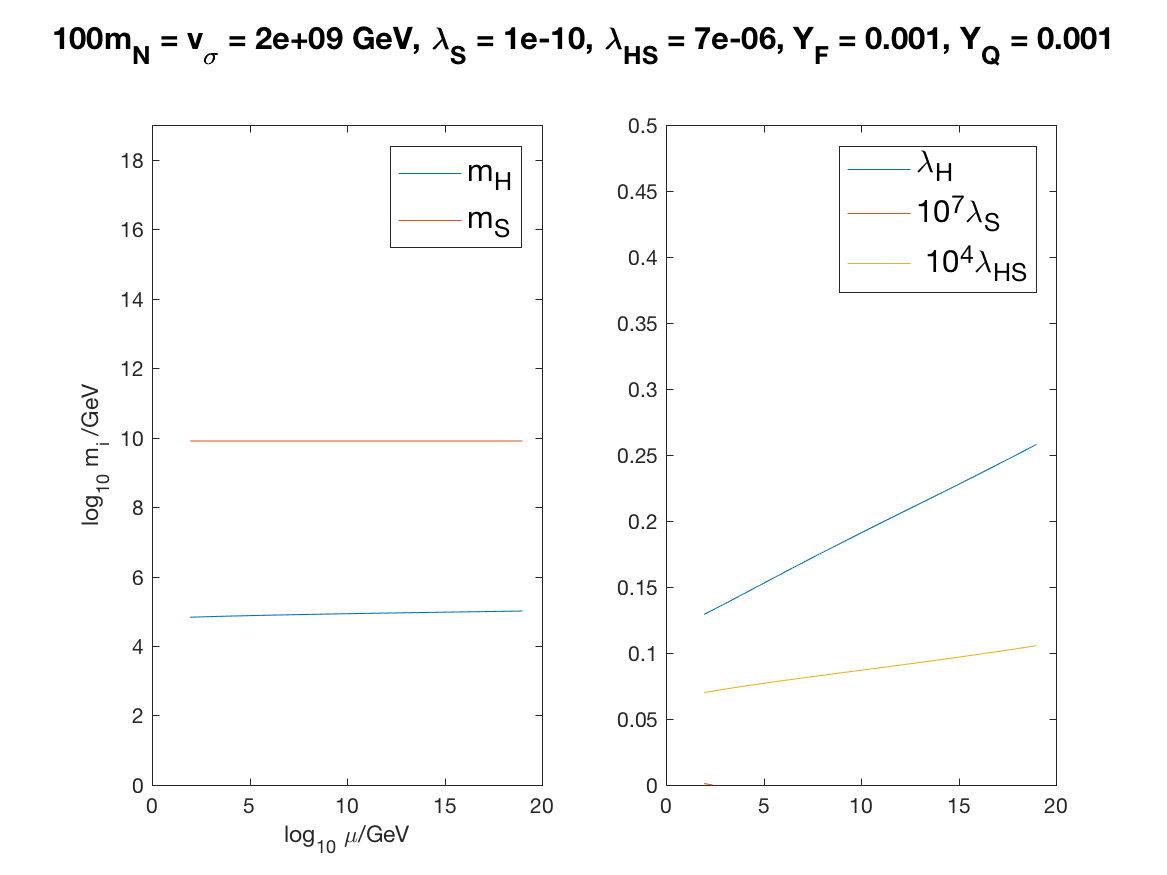 100m_N = v_σ = 2e+09 GeV, λ_S = 1e-10, λ_HS = 7e-06, Y_F = 0.001, Y_Q = 0.001
18
16
14
12
10
8
6
4
2
0
0 5 10 15 20
log_10 m_i/GeV
log_10 μ/GeV
m_H
m_S
0.5
0.45
0.4
0.35
0.3
0.25
0.2
0.15
0.1
0.05
0
0 5 10 15 20
λ_H
10^7λ_S
10^4λ_HS